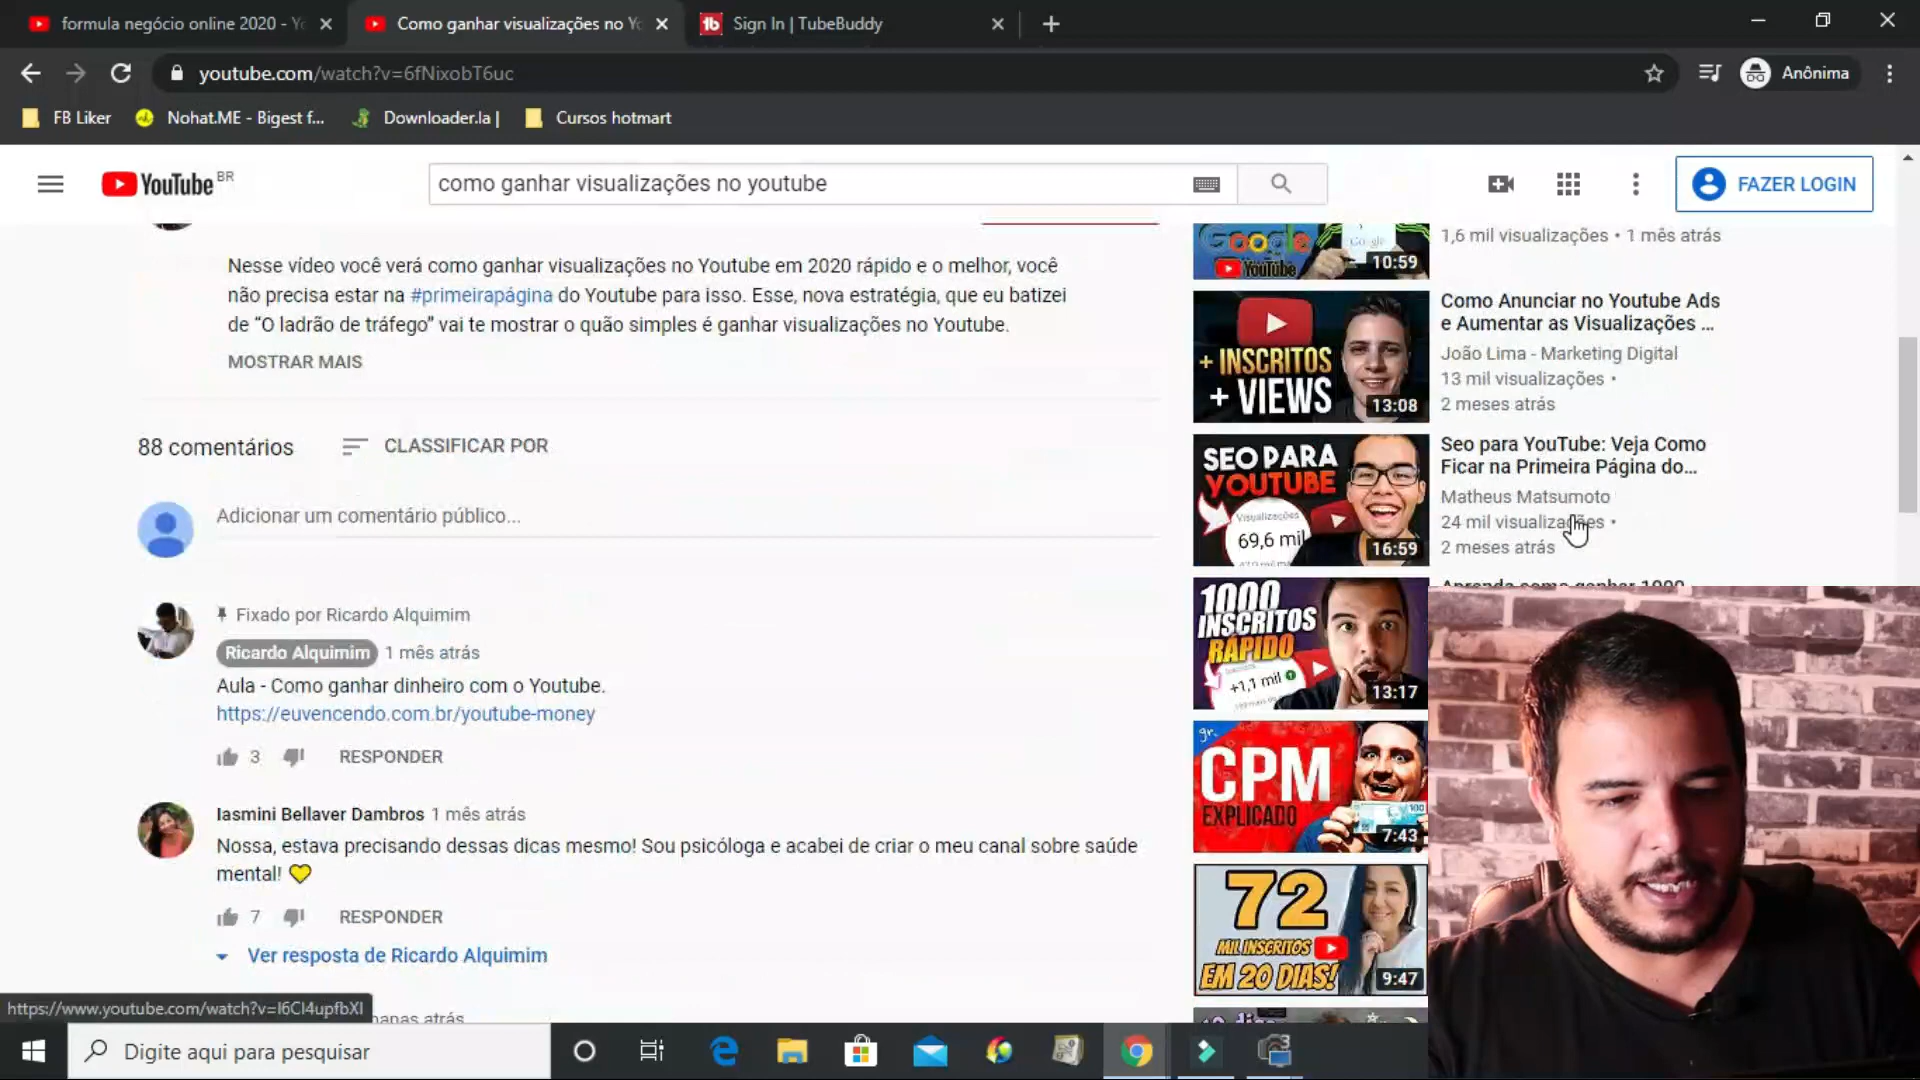 formula negócio online 2020 - Yo
Como ganhar visualizações no Yo
Sign In | TubeBuddy
youtube.com/watch?v=6fNixobT6uc
Anônima
FB Liker
Nohat.ME - Bigest f...
Downloader.la |
Cursos hotmart
YouTube BR
como ganhar visualizações no youtube
FAZER LOGIN
Nesse vídeo você verá como ganhar visualizações no Youtube em 2020 rápido e o melhor, você
não precisa estar na #primeirapágina do Youtube para isso. Esse, nova estratégia, que eu batizei
de “O ladrão de tráfego” vai te mostrar o quão simples é ganhar visualizações no Youtube.
MOSTRAR MAIS
88 comentários
CLASSIFICAR POR
Adicionar um comentário público...
Fixado por Ricardo Alquimim
Ricardo Alquimim 1 mês atrás
Aula - Como ganhar dinheiro com o Youtube.
https://euvencendo.com.br/youtube-money
3
RESPONDER
Iasmini Bellaver Dambros 1 mês atrás
Nossa, estava precisando dessas dicas mesmo! Sou psicóloga e acabei de criar o meu canal sobre saúde
mental!
7
RESPONDER
Ver resposta de Ricardo Alquimim
Google
YouTube
10:59
1,6 mil visualizações • 1 mês atrás
+ INSCRITOS
+ VIEWS
13:08
Como Anunciar no Youtube Ads
e Aumentar as Visualizações ...
João Lima - Marketing Digital
13 mil visualizações •
2 meses atrás
SEO PARA
YOUTUBE
Visualizações
69,6 mil
16:59
Seo para YouTube: Veja Como
Ficar na Primeira Página do...
Matheus Matsumoto
24 mil visualizações •
2 meses atrás
1000
INSCRITOS
RÁPIDO
+1,1 mil
13:17
Aprenda como ganhar 1000
gr.
CPM
EXPLICADO
100
7:43
72
MIL INSCRITOS
EM 20 DIAS!
9:47
https://www.youtube.com/watch?v=I6CI4upfbXI
Digite aqui para pesquisar